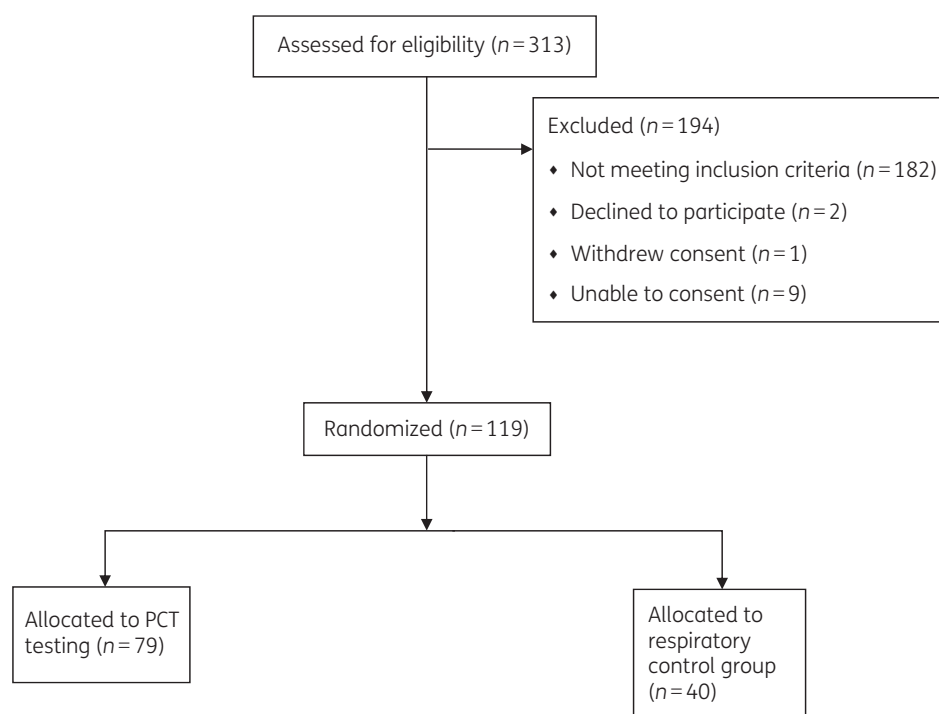 Assessed for eligibility (n=313)
Excluded (n=194)
♦ Not meeting inclusion criteria (n=182)
♦ Declined to participate (n=2)
♦ Withdrew consent (n=1)
♦ Unable to consent (n=9)
Randomized (n=119)
Allocated to PCT
testing (n=79)
Allocated to
respiratory
control group
(n=40)